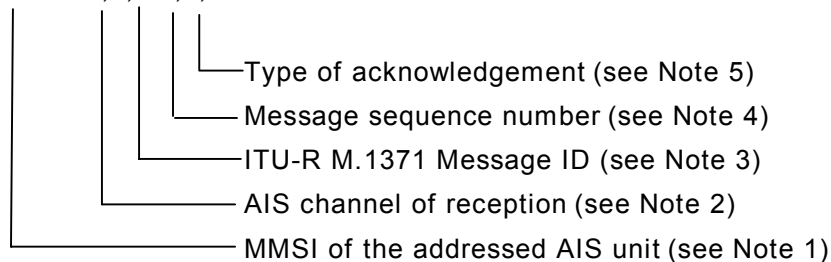 Type of acknowledgement (see Note 5)
Message sequence number (see Note 4)
ITU-R M.1371 Message ID (see Note 3)
AIS channel of reception (see Note 2)
MMSI of the addressed AIS unit (see Note 1)